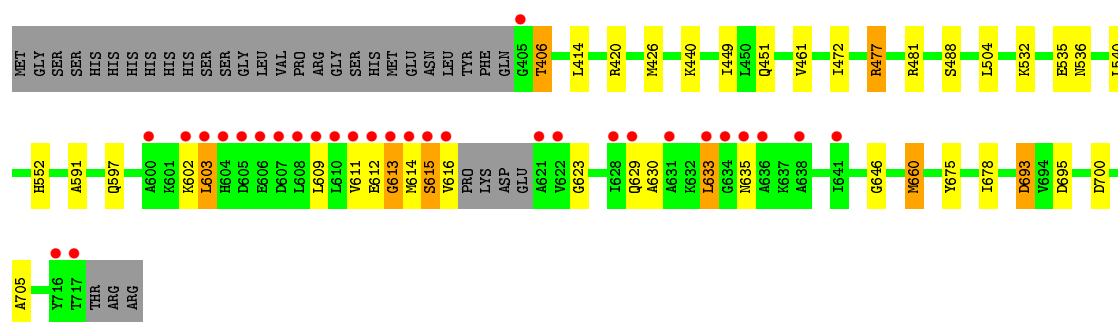 MET GLY SER SER HIS HIS HIS HIS HIS HIS SER SER GLY LEU VAL PRO ARG GLY SER HIS MET GLU ASN LEU TYR PHE GLN G405 T406 L414 R420 M426 K440 I449 L450 Q451 V461 I472 R477 R481 S488 L504 K532 E535 N536 L540
H552 A591 Q597 A600 K601 K602 L603 H604 D605 E606 D607 L608 L609 L610 V611 E612 G613 M614 S615 V616 PRO LYS ASP GLU A621 V622 G623 I628 Q629 A630 A631 K632 L633 G634 N635 A636 K637 A638 I641 G646 M660 Y675 I678 D693 V694 D695 D700
A705 Y716 T717 THR ARG ARG